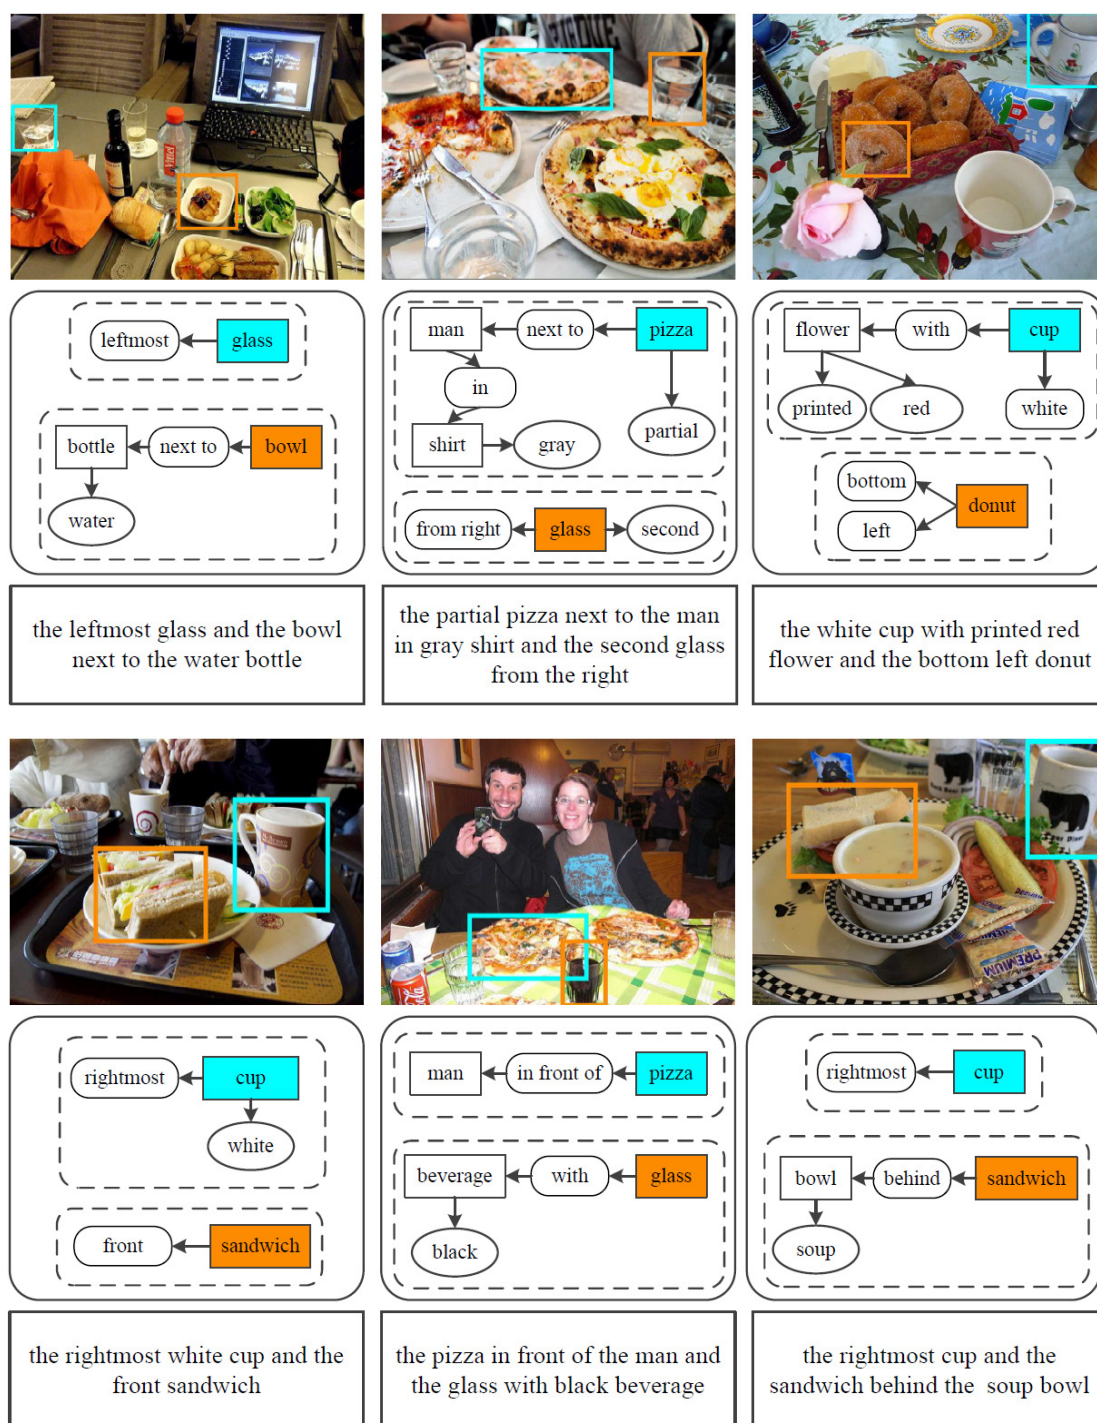 leftmost
glass
bottle
next to
bowl
water
man
next to
pizza
in
shirt
gray
partial
from right
glass
second
flower
with
cup
printed
red
white
bottom
left
donut
the leftmost glass and the bowl
next to the water bottle
the partial pizza next to the man
in gray shirt and the second glass
from the right
the white cup with printed red
flower and the bottom left donut
PREMIUM
rightmost
cup
white
front
sandwich
man
in front of
pizza
beverage
with
glass
black
rightmost
cup
bowl
behind
sandwich
soup
the rightmost white cup and the
front sandwich
the pizza in front of the man and
the glass with black beverage
the rightmost cup and the
sandwich behind the soup bowl